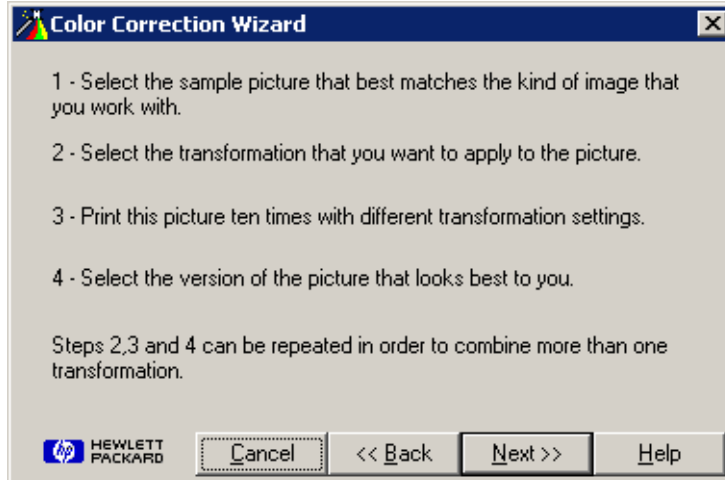 Color Correction Wizard
1 - Select the sample picture that best matches the kind of image that
you work with.
2 - Select the transformation that you want to apply to the picture.
3 - Print this picture ten times with different transformation settings.
4 - Select the version of the picture that looks best to you.
Steps 2,3 and 4 can be repeated in order to combine more than one
transformation.
hp HEWLETT
PACKARD
Cancel
<< Back
Next >>
Help